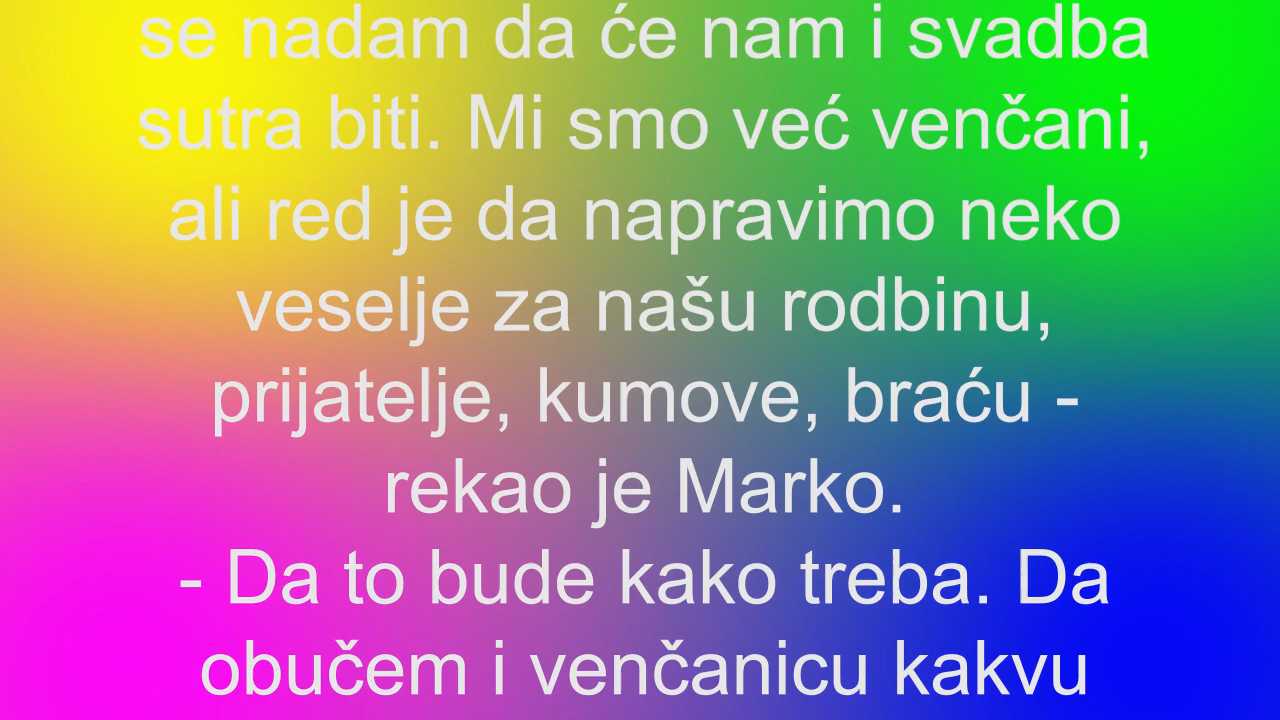 se nadam da će nam i svadba
sutra biti. Mi smo već venčani,
ali red je da napravimo neko
veselje za našu rodbinu,
prijatelje, kumove, braću -
rekao je Marko.
- Da to bude kako treba. Da
obučem i venčanicu kakvu